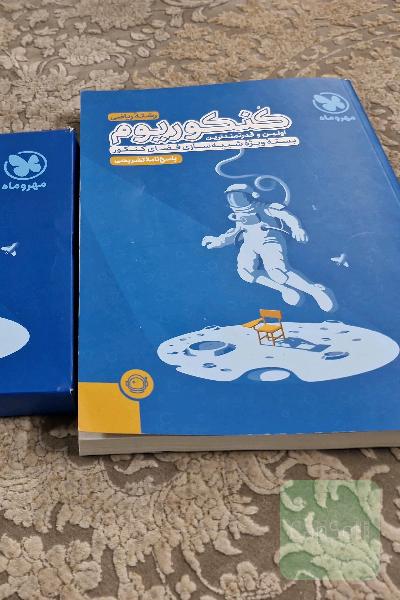 رشتهٔ ریاضی
کنکوریوم
اولین و قدرتمندترین
بستهٔ ویژهٔ شبیه‌سازی فضای کنکور
پاسخ‌نامهٔ تشریحی
مهروماه
مهروماه